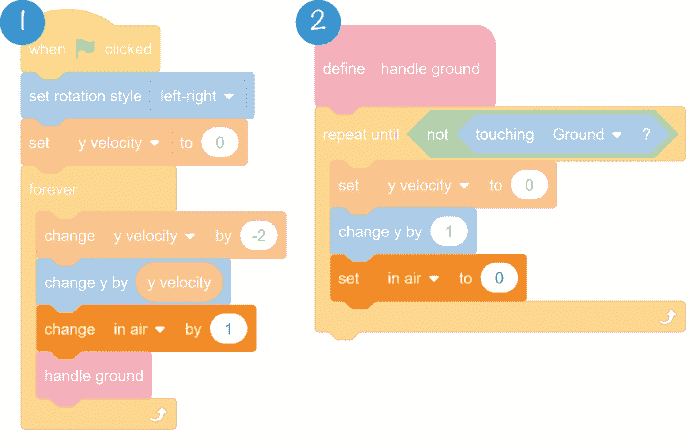 1
when clicked
set rotation style left-right
set y velocity to 0
forever
change y velocity by -2
change y by y velocity
change in air by 1
handle ground
2
define handle ground
repeat until not touching Ground ?
set y velocity to 0
change y by 1
set in air to 0